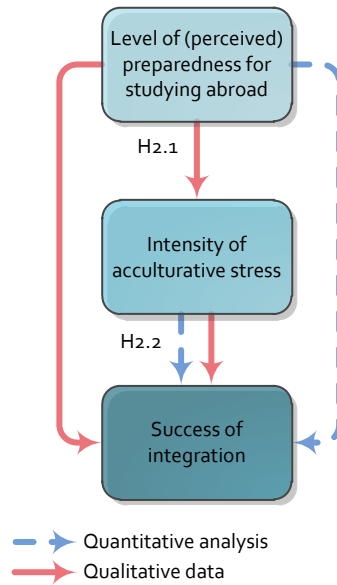 Level of (perceived)
preparedness for
studying abroad
H2.1
Intensity of
acculturative stress
H2.2
Success of
integration
Quantitative analysis
Qualitative data